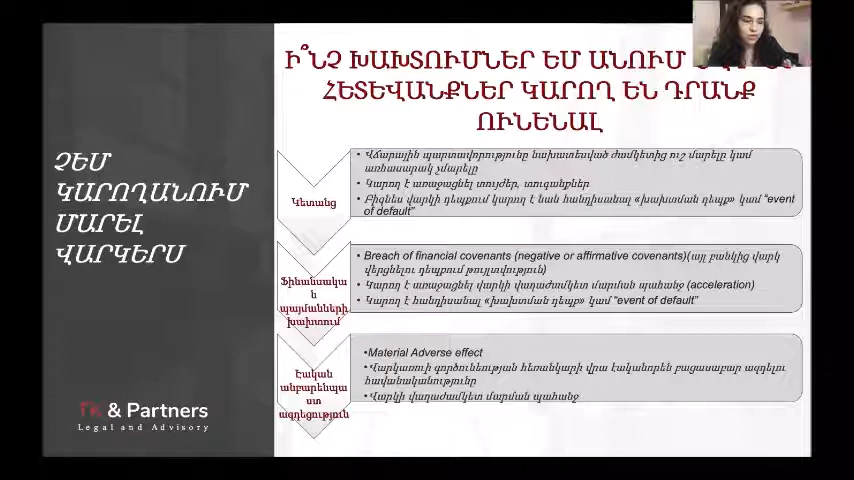 ՉԵՄ
ԿԱՐՈՂԱՆՈՒՄ
ՄԱՐԵԼ
ՎԱՐԿԵՐՍ
Ի՞ՆՉ ԽԱԽՏՈՒՄՆԵՐ ԵՄ ԱՆՈՒՄ
ՀԵՏԵՎԱՆՔՆԵՐ ԿԱՐՈՂ ԵՆ ԴՐԱՆՔ
ՈՒՆԵՆԱԼ
Կետանց
• Վճարային պարտավորությունը նախատեսված ժամկետից ուշ մարելը կամ
առհասարակ չմարելը
• Կարող է առաջացնել տույժեր, տուգանքներ
• Բիզնես վարկի դեպքում կարող է նաև հանդիսանալ «խախտման դեպք» կամ “event
of default”
Ֆինանսակա
ն
պայմանների
խախտում
• Breach of financial covenants (negative or affirmative covenants)(այլ բանկից վարկ
վերցնելու դեպքում թույլտվություն)
• Կարող է առաջացնել վարկի վաղաժամկետ մարման պահանջ (acceleration)
• Կարող է հանդիսանալ «խախտման դեպք» կամ “event of default”
Էական
անբարենպա
ստ
ազդեցություն
•Material Adverse effect
•Վարկառուի գործունեության հեռանկարի վրա էականորեն բացասաբար ազդելու
հավանականությունը
•Վարկի վաղաժամկետ մարման պահանջ
TK & Partners
Legal and Advisory